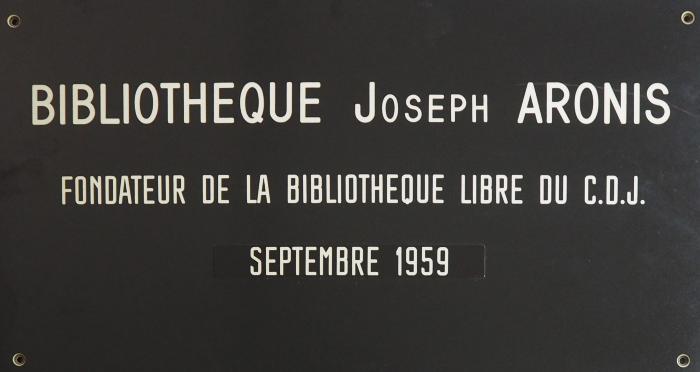 BIBLIOTHEQUE JOSEPH ARONIS
FONDATEUR DE LA BIBLIOTHEQUE LIBRE DU C.D.J.
SEPTEMBRE 1959